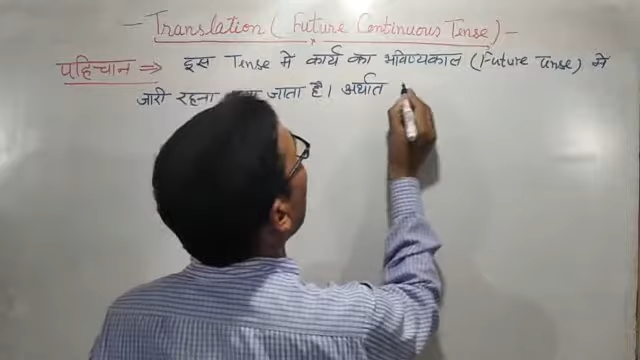 Translation ( Future Continuous Tense)
पहिचान ⇒ इस Tense में कार्य का भविष्यकाल (Future Tense) में
जारी रहना जाता है। अर्थात